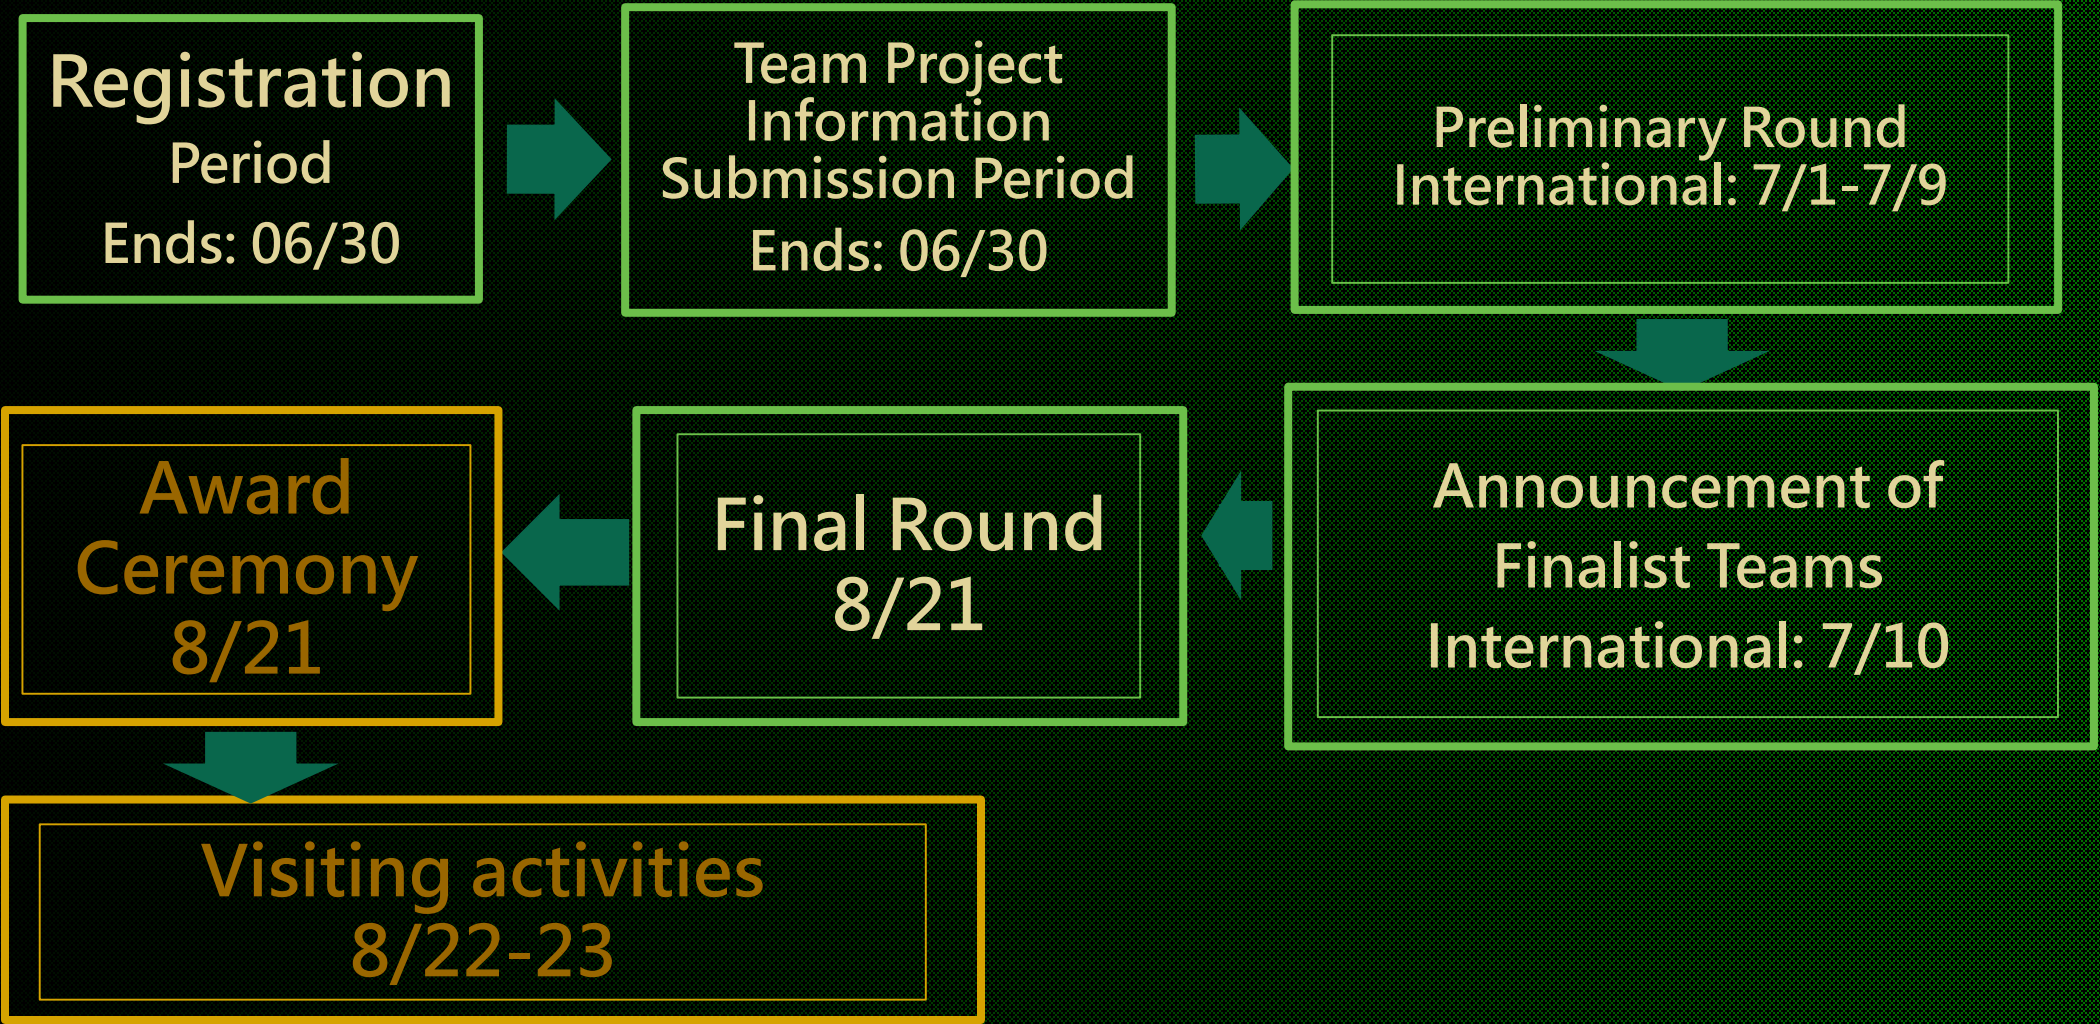 Registration
Period
Ends: 06/30
Team Project
Information
Submission Period
Ends: 06/30
Preliminary Round
International: 7/1-7/9
Announcement of
Finalist Teams
International: 7/10
Final Round
8/21
Award
Ceremony
8/21
Visiting activities
8/22-23